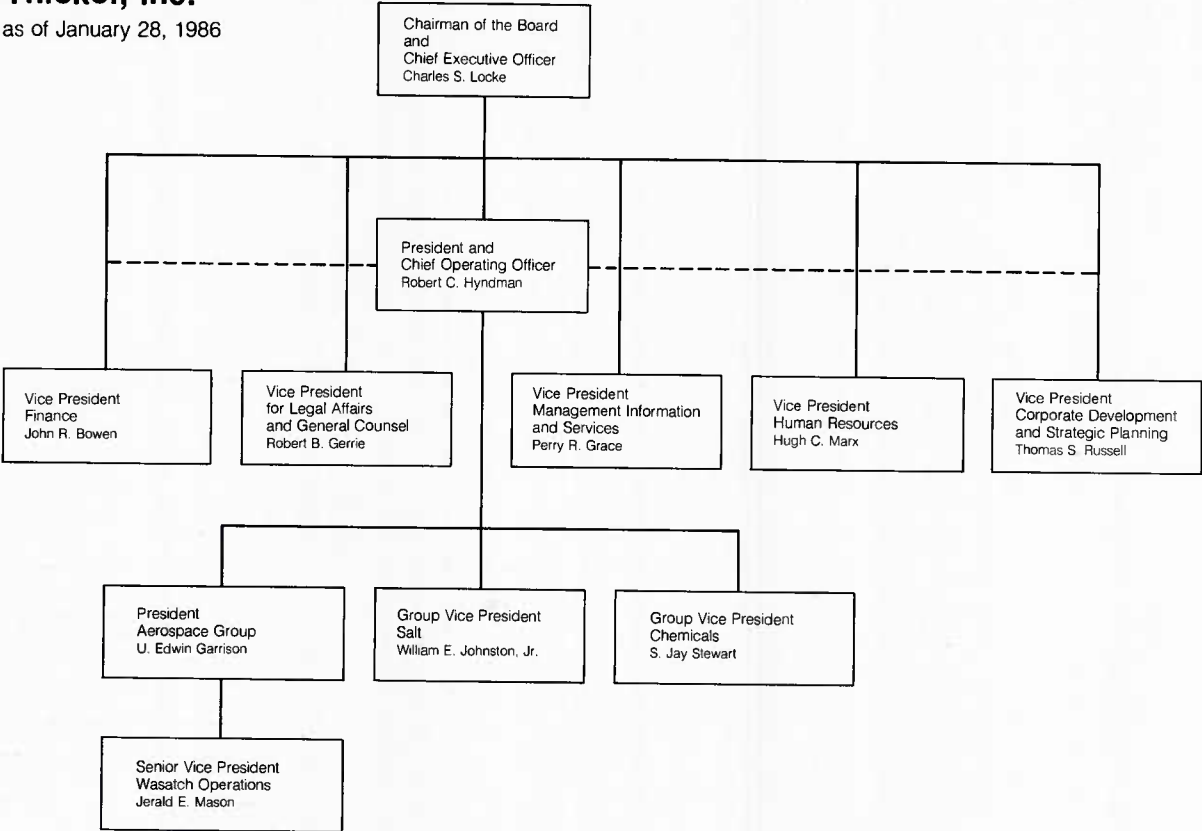 Thiokol, Inc.
as of January 28, 1986
Chairman of the Board
and
Chief Executive Officer
Charles S. Locke
President and
Chief Operating Officer
Robert C. Hyndman
Vice President
Finance
John R. Bowen
Vice President
for Legal Affairs
and General Counsel
Robert B. Gerrie
Vice President
Management Information
and Services
Perry R. Grace
Vice President
Human Resources
Hugh C. Marx
Vice President
Corporate Development
and Strategic Planning
Thomas S. Russell
President
Aerospace Group
U. Edwin Garrison
Group Vice President
Salt
William E. Johnston, Jr.
Group Vice President
Chemicals
S. Jay Stewart
Senior Vice President
Wasatch Operations
Jerald E. Mason